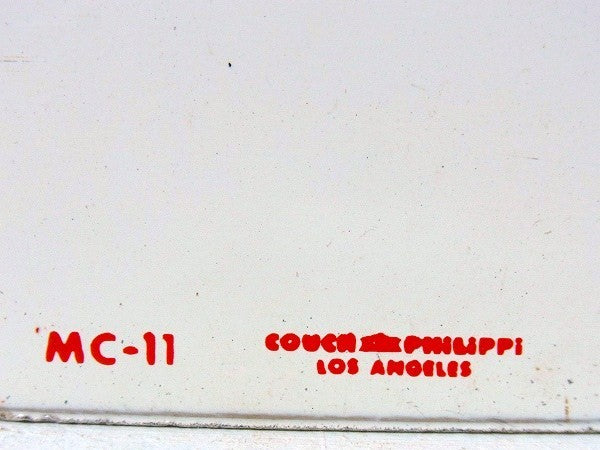 MC-11
COUCH & PHILIPPI
LOS ANGELES